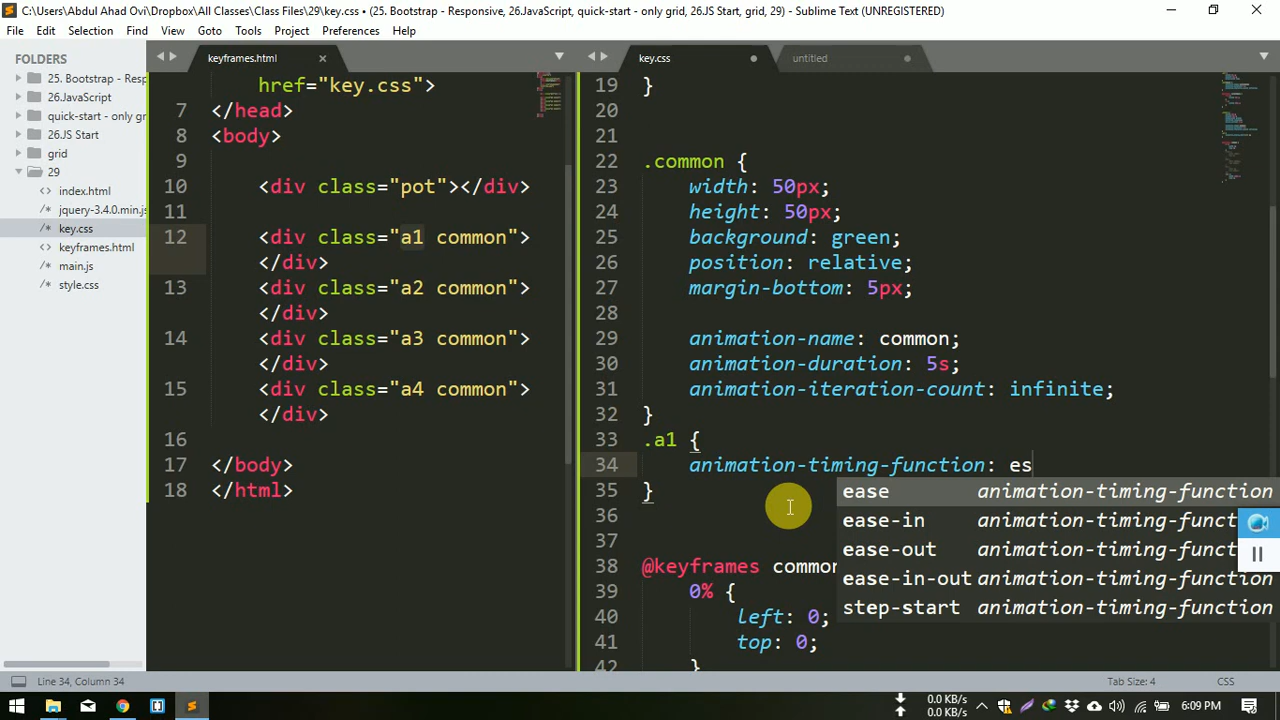 C:\Users\Abdul Ahad Ovi\Dropbox\All Classes\Class Files\29\key.css • (25. Bootstrap - Responsive, 26.JavaScript, quick-start - only grid, 26.JS Start, grid, 29) - Sublime Text (UNREGISTERED)
File Edit Selection Find View Goto Tools Project Preferences Help
FOLDERS
25. Bootstrap - Resp
26.JavaScript
quick-start - only g
26.JS Start
grid
29
index.html
/* jquery-3.4.0.min.js
/* key.css
keyframes.html
/* main.js
/* style.css
keyframes.html
href="key.css">
7 </head>
8 <body>
9
10 <div class="pot"></div>
11
12 <div class="a1 common">
</div>
13 <div class="a2 common">
</div>
14 <div class="a3 common">
</div>
15 <div class="a4 common">
</div>
16
17 </body>
18 </html>
key.css
untitled
19 }
20
21
22 .common {
23 width: 50px;
24 height: 50px;
25 background: green;
26 position: relative;
27 margin-bottom: 5px;
28
29 animation-name: common;
30 animation-duration: 5s;
31 animation-iteration-count: infinite;
32 }
33 .a1 {
34 animation-timing-function: es
35 }
36
37
38 @keyframes common
39 0% {
40 left: 0;
41 top: 0;
42 }
ease animation-timing-function
ease-in animation-timing-funct
ease-out animation-timing-funct
ease-in-out animation-timing-function
step-start animation-timing-function
Line 34, Column 34
Tab Size: 4
CSS
0.0 KB/s
0.0 KB/s
6:09 PM